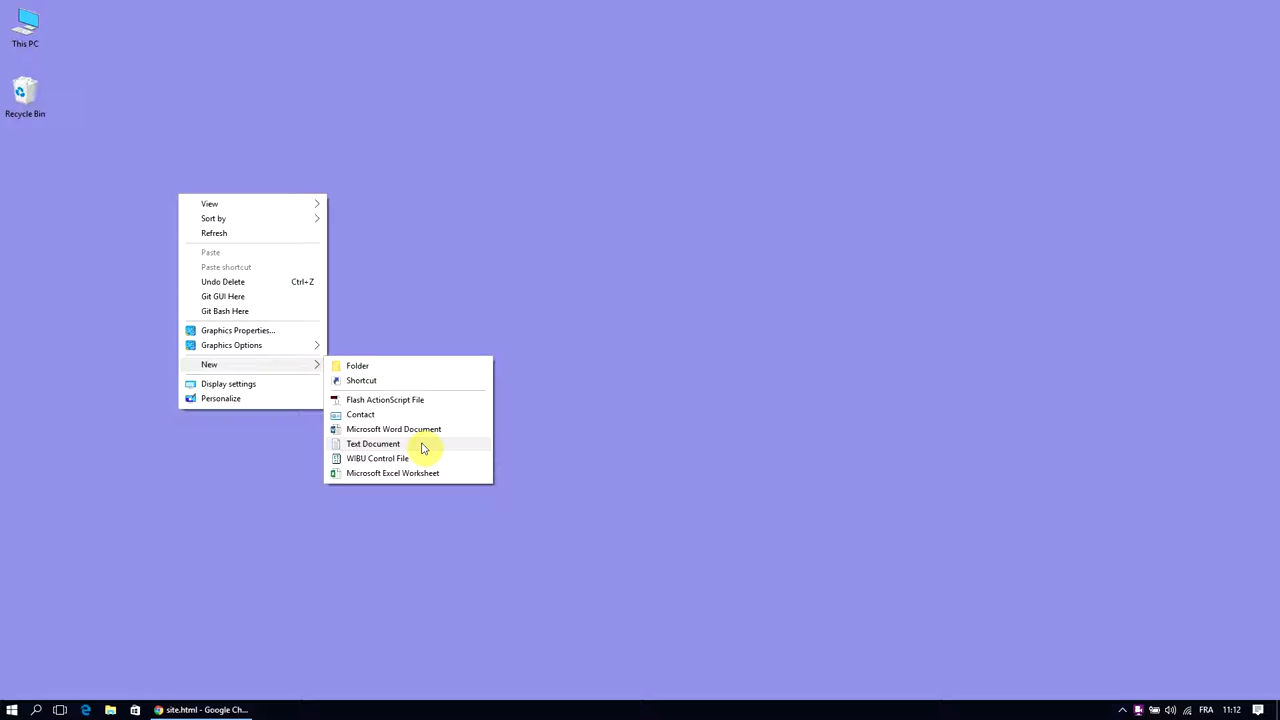 This PC
Recycle Bin
View
Sort by
Refresh
Paste
Paste shortcut
Undo Delete Ctrl+Z
Git GUI Here
Git Bash Here
Graphics Properties...
Graphics Options
New
Display settings
Personalize
Folder
Shortcut
Flash ActionScript File
Contact
Microsoft Word Document
Text Document
WIBU Control File
Microsoft Excel Worksheet
site.html - Google Ch...
FRA
11:12